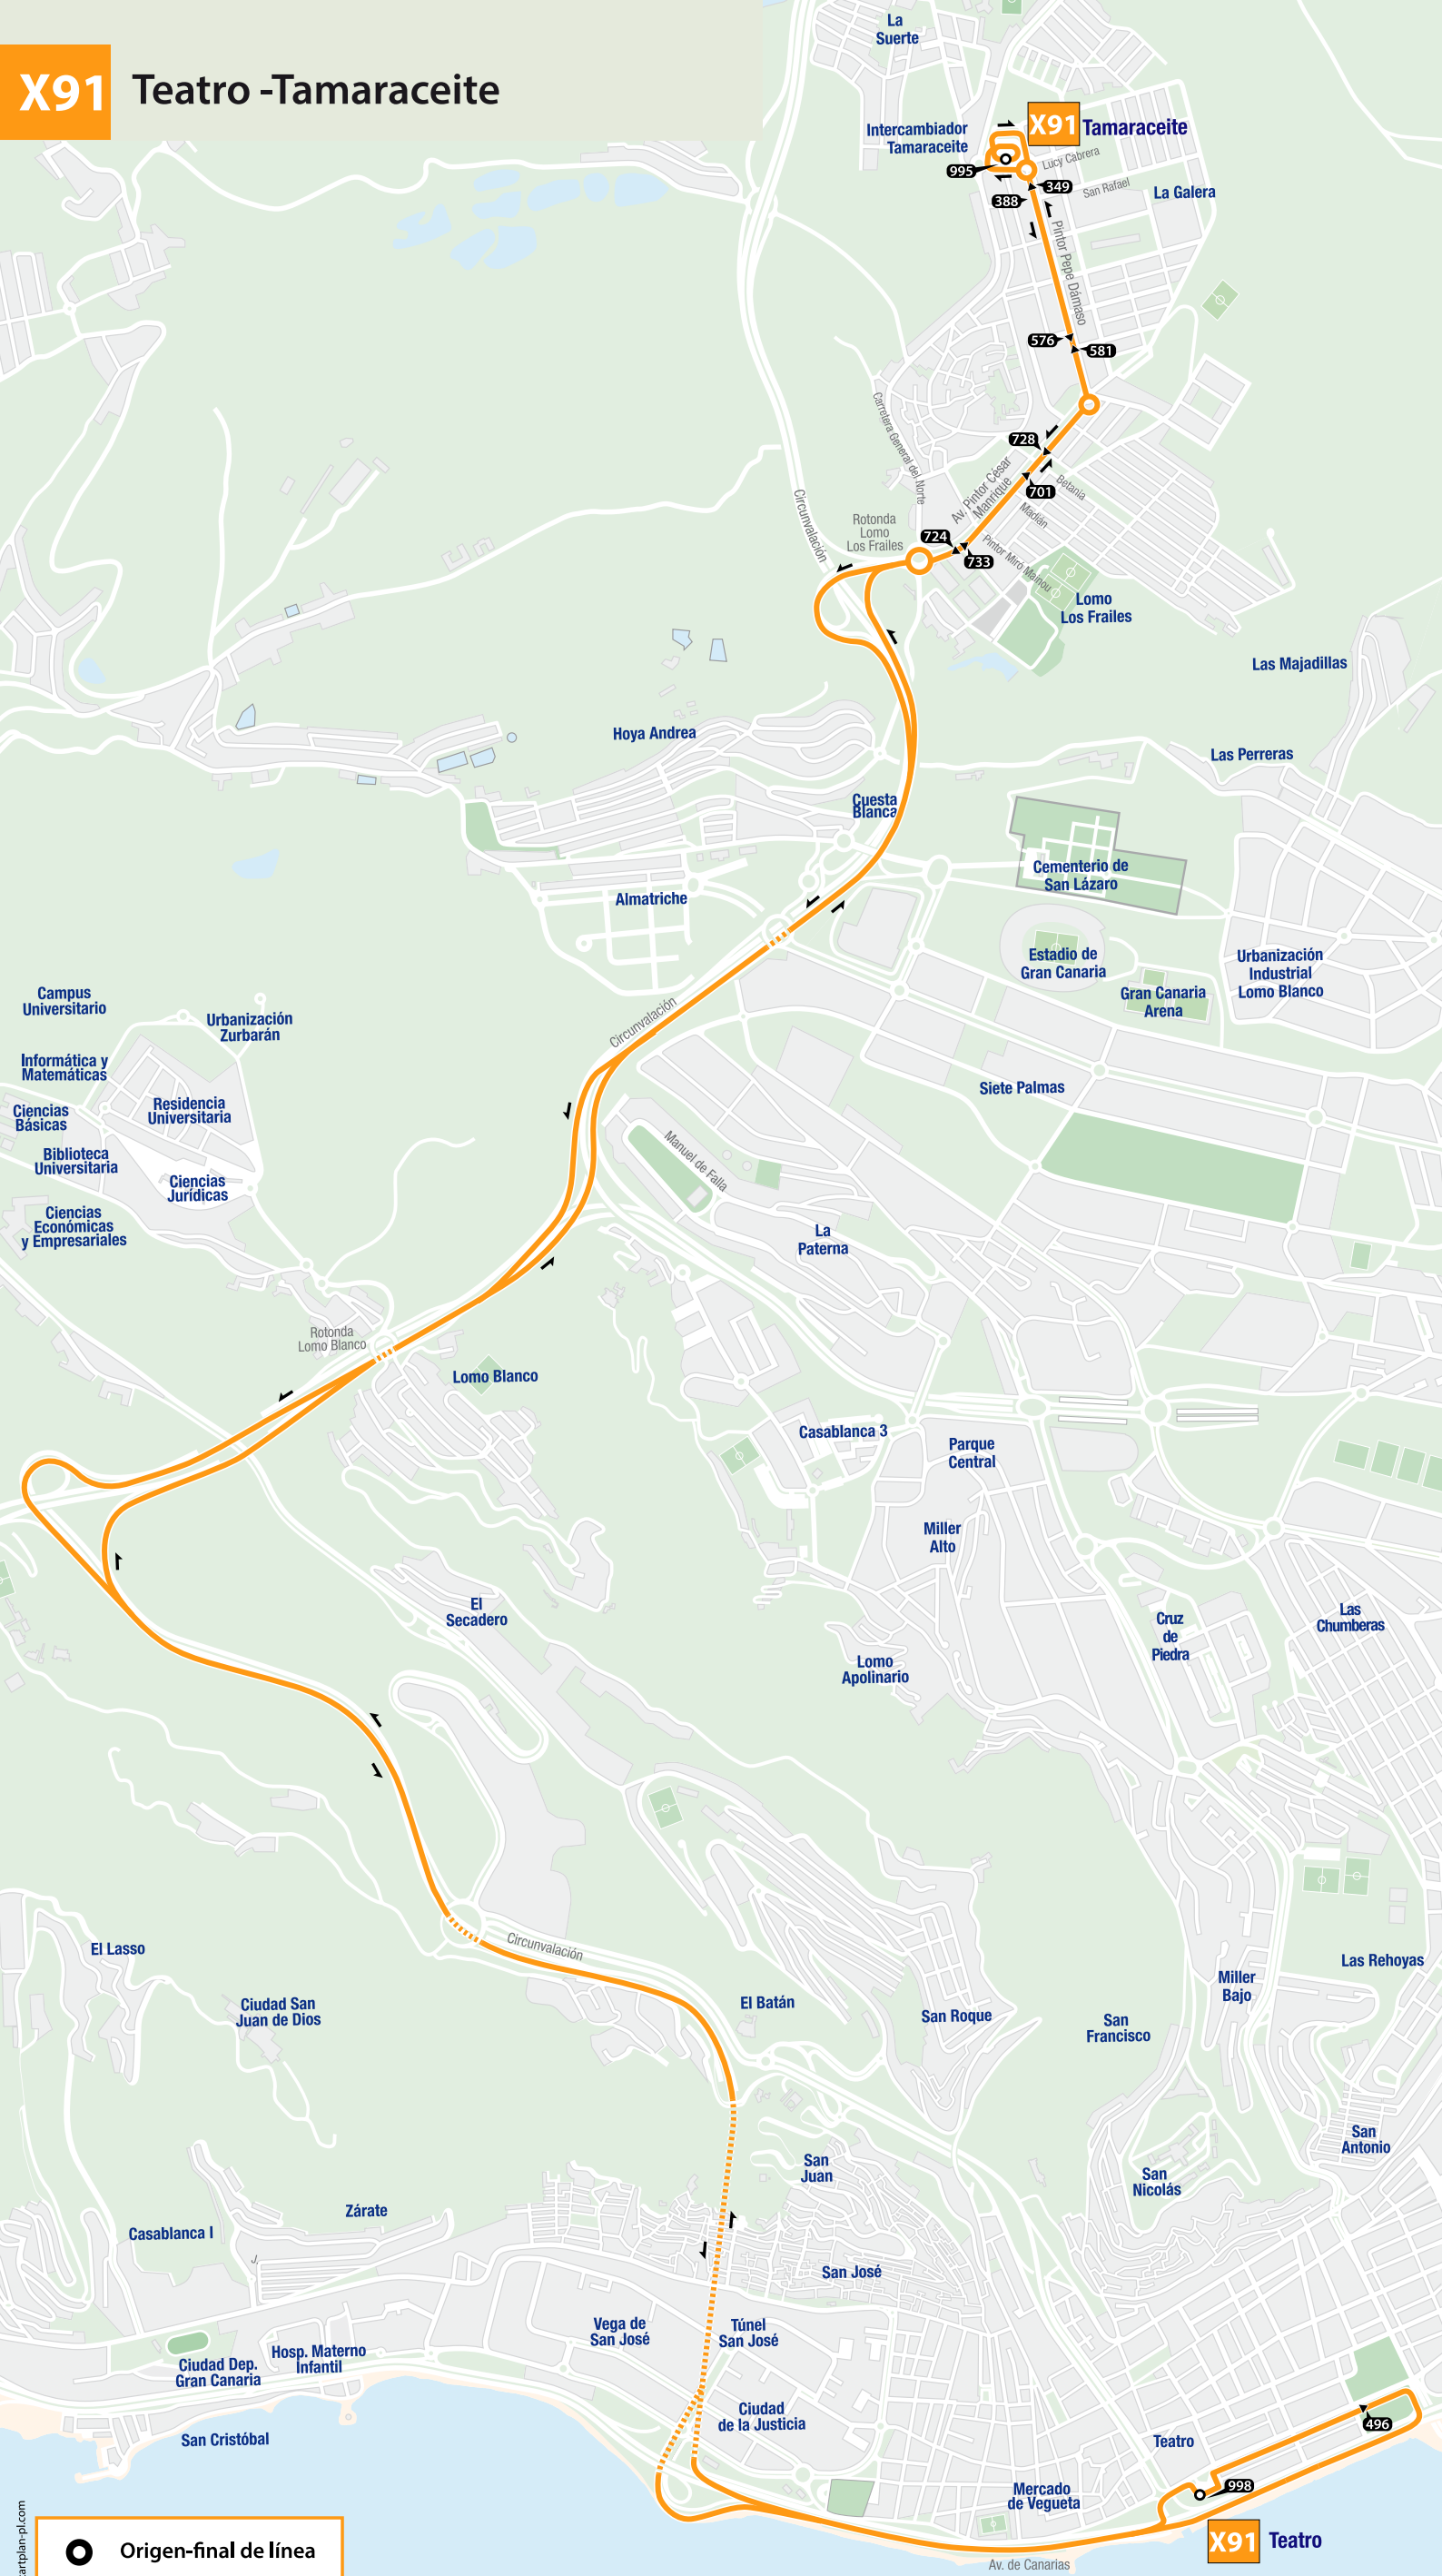 X91 Teatro -Tamaraceite
La
Suerte
Intercambiador
Tamaraceite
X91 Tamaraceite
Lucy Cabrera
995
349
388
San Rafael
La Galera
Pintor Pepe Dámaso
576
581
Carretera General del Norte
728
701
Av. Pintor César
Manrique
Betania
Madián
Circunvalación
Rotonda
Lomo
Los Frailes
724
733
Pintor Miró Mainou
Lomo
Los Frailes
Las Majadillas
Hoya Andrea
Las Perreras
Cuesta
Blanca
Cementerio de
San Lázaro
Almatriche
Estadio de
Gran Canaria
Urbanización
Industrial
Lomo Blanco
Gran Canaria
Arena
Campus
Universitario
Urbanización
Zurbarán
Circunvalación
Informática y
Matemáticas
Siete Palmas
Ciencias
Básicas
Residencia
Universitaria
Biblioteca
Universitaria
Manuel de Falla
Ciencias
Jurídicas
Ciencias
Económicas
y Empresariales
La
Paterna
Rotonda
Lomo Blanco
Lomo Blanco
Casablanca 3
Parque
Central
Miller
Alto
El
Secadero
Cruz
de
Piedra
Las
Chumberas
Lomo
Apolinario
El Lasso
Circunvalación
Las Rehoyas
Miller
Bajo
Ciudad San
Juan de Dios
El Batán
San Roque
San
Francisco
San
Antonio
San
Juan
San
Nicolás
Zárate
Casablanca I
J.
San José
Vega de
San José
Túnel
San José
Hosp. Materno
Infantil
Ciudad Dep.
Gran Canaria
Ciudad
de la Justicia
San Cristóbal
496
Teatro
998
Mercado
de Vegueta
X91 Teatro
Av. de Canarias
Origen-final de línea
artplan-pl.com